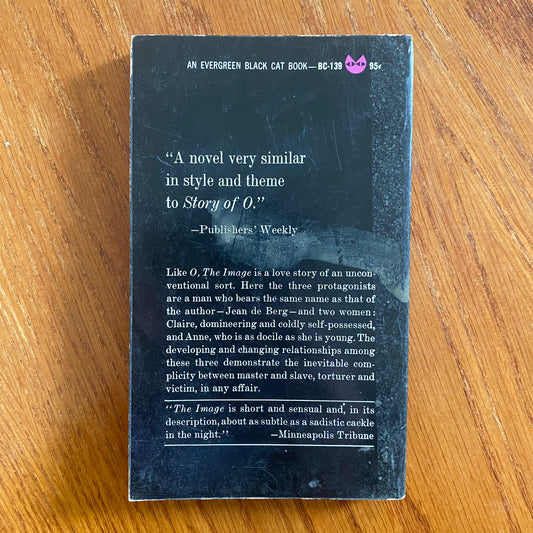 AN EVERGREEN BLACK CAT BOOK—BC-139 95¢
“A novel very similar
in style and theme
to Story of O.”
—Publishers’ Weekly
Like O, The Image is a love story of an uncon-
ventional sort. Here the three protagonists
are a man who bears the same name as that of
the author—Jean de Berg—and two women:
Claire, domineering and coldly self-possessed,
and Anne, who is as docile as she is young. The
developing and changing relationships among
these three demonstrate the inevitable com-
plicity between master and slave, torturer and
victim, in any affair.
“The Image is short and sensual and, in its
description, about as subtle as a sadistic cackle
in the night.” —Minneapolis Tribune